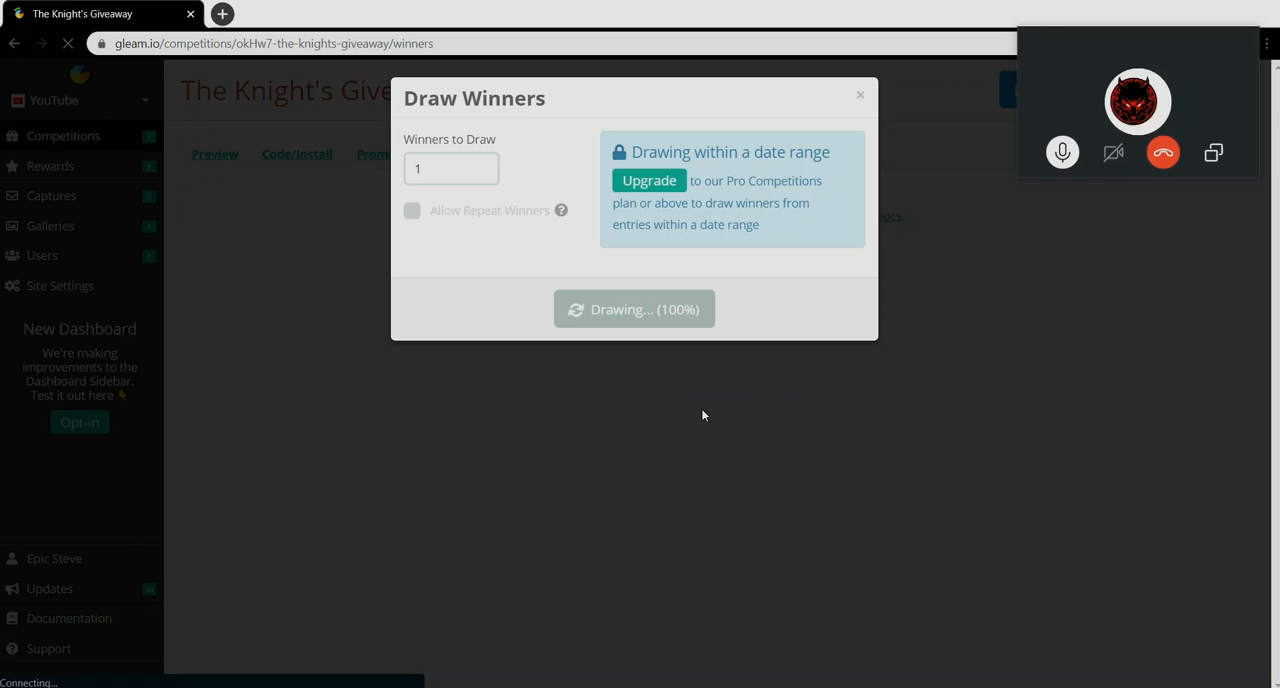 The Knight's Giveaway
gleam.io/competitions/okHw7-the-knights-giveaway/winners
YouTube
The Knight's Give
Competitions
Preview
Code/Install
Prom
Rewards
Captures
Galleries
Users
Site Settings
New Dashboard
We're making
improvements to the
Dashboard Sidebar.
Test it out here 👇
Opt-in
Epic Steve
Updates
Documentation
Support
Connecting...
Draw Winners
×
Winners to Draw
1
Allow Repeat Winners
Drawing within a date range
Upgrade to our Pro Competitions
plan or above to draw winners from
entries within a date range
Drawing... (100%)